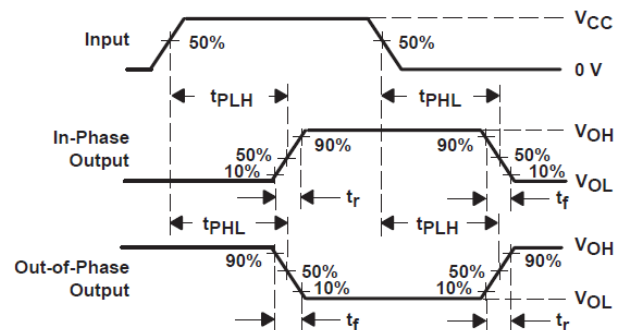 VCC
Input 50% 50%
0 V
tPLH tPHL
VOH
In-Phase
Output
90% 90%
50% 50%
10% 10%
VOL
tr tf
tPHL tPLH
VOH
Out-of-Phase
Output
90% 90%
50% 50%
10% 10%
VOL
tf tr